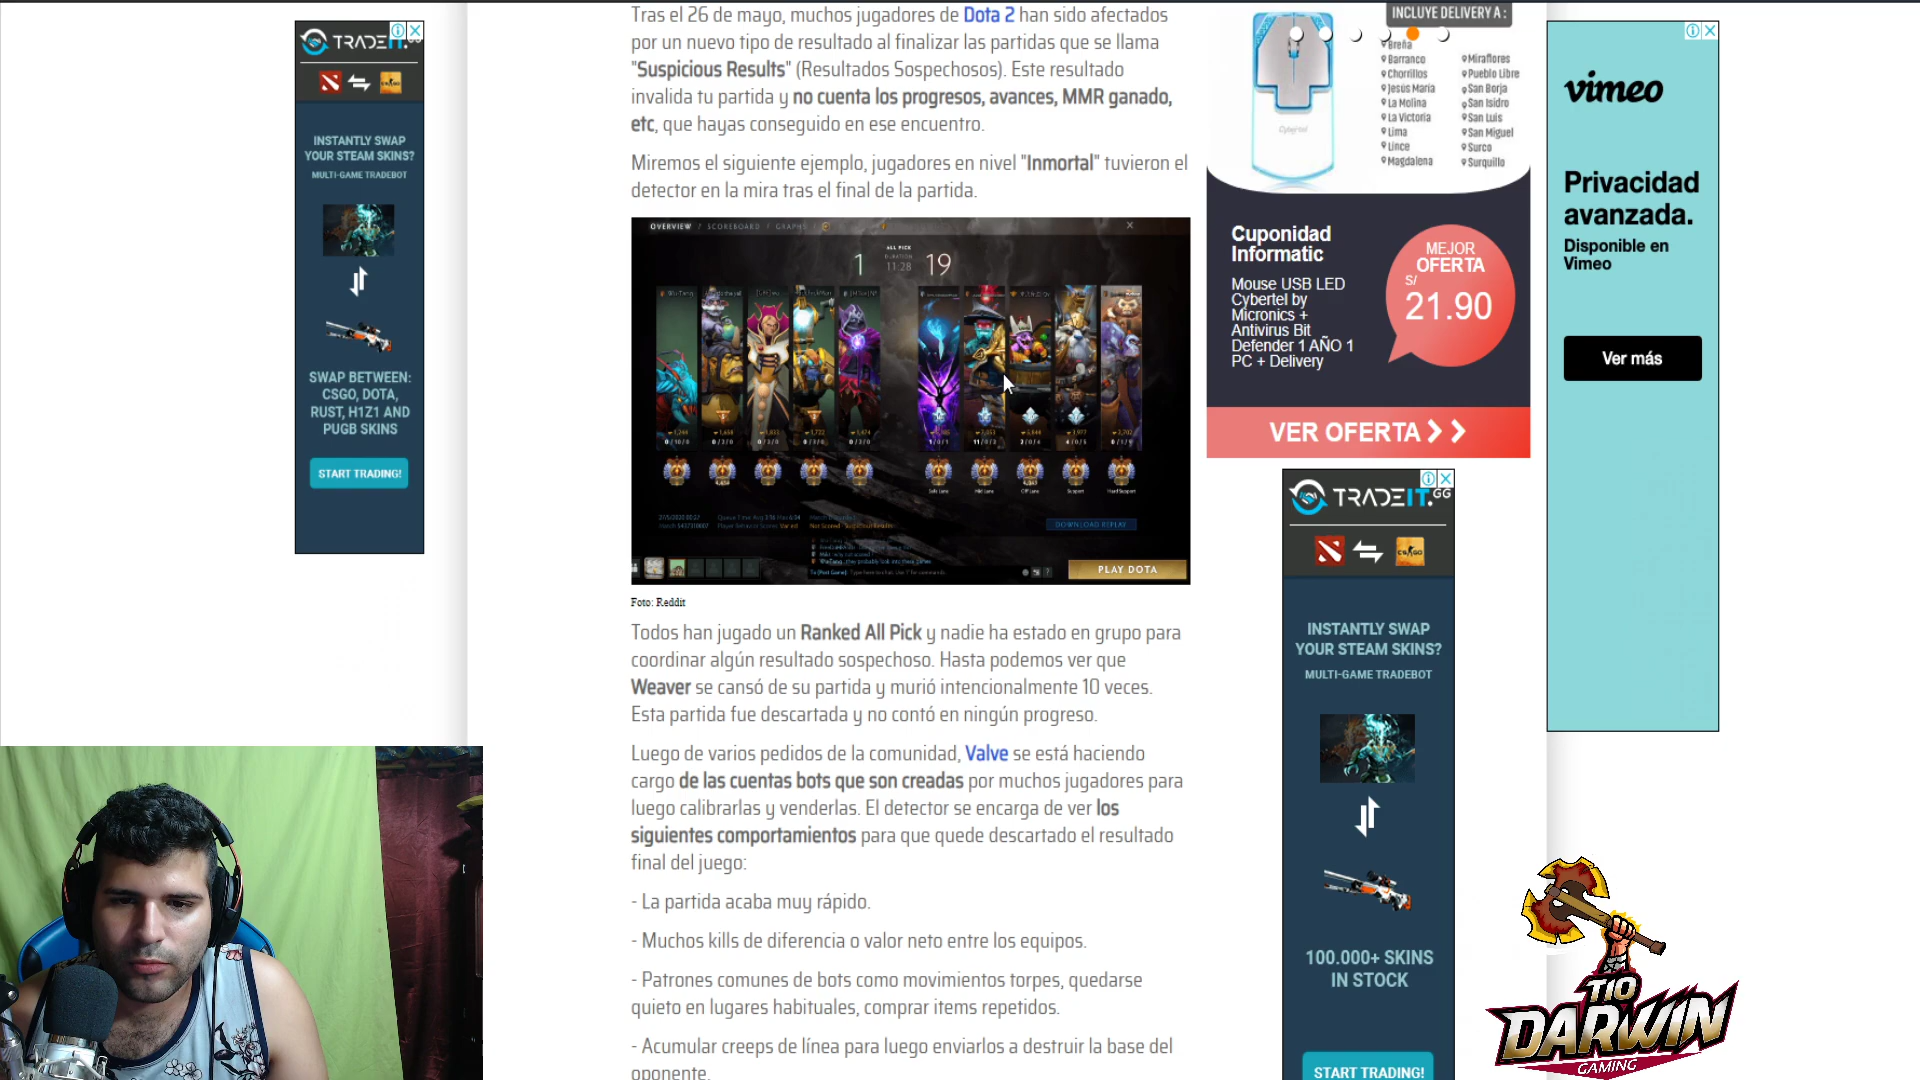 Tras el 26 de mayo, muchos jugadores de Dota 2 han sido afectados
por un nuevo tipo de resultado al finalizar las partidas que se llama
"Suspicious Results" (Resultados Sospechosos). Este resultado
invalida tu partida y no cuenta los progresos, avances, MMR ganado,
etc, que hayas conseguido en ese encuentro.
Miremos el siguiente ejemplo, jugadores en nivel "Inmortal" tuvieron el
detector en la mira tras el final de la partida.
OVERVIEW / SCOREBOARD / GRAPHS
ALL PICK
DURATION
11:28
1
19
DOWNLOAD REPLAY
PLAY DOTA
Foto: Reddit
Todos han jugado un Ranked All Pick y nadie ha estado en grupo para
coordinar algún resultado sospechoso. Hasta podemos ver que
Weaver se cansó de su partida y murió intencionalmente 10 veces.
Esta partida fue descartada y no contó en ningún progreso.
Luego de varios pedidos de la comunidad, Valve se está haciendo
cargo de las cuentas bots que son creadas por muchos jugadores para
luego calibrarlas y venderlas. El detector se encarga de ver los
siguientes comportamientos para que quede descartado el resultado
final del juego:
- La partida acaba muy rápido.
- Muchos kills de diferencia o valor neto entre los equipos.
- Patrones comunes de bots como movimientos torpes, quedarse
quieto en lugares habituales, comprar items repetidos.
- Acumular creeps de línea para luego enviarlos a destruir la base del
oponente.
TRADEIT.GG
INSTANTLY SWAP
YOUR STEAM SKINS?
MULTI-GAME TRADEBOT
SWAP BETWEEN:
CSGO, DOTA,
RUST, H1Z1 AND
PUGB SKINS
START TRADING!
INCLUYE DELIVERY A :
Breña
Barranco
Chorrillos
Jesús María
La Molina
La Victoria
Lima
Lince
Magdalena
Miraflores
Pueblo Libre
San Borja
San Isidro
San Luis
San Miguel
Surco
Surquillo
Cybertel
Cuponidad
Informatic
Mouse USB LED
Cybertel by
Micronics +
Antivirus Bit
Defender 1 AÑO 1
PC + Delivery
MEJOR
OFERTA
S/
21.90
VER OFERTA
TRADEIT.GG
CS:GO
INSTANTLY SWAP
YOUR STEAM SKINS?
MULTI-GAME TRADEBOT
100.000+ SKINS
IN STOCK
START TRADING!
vimeo
Privacidad
avanzada.
Disponible en
Vimeo
Ver más
TIO
DARWIN
GAMING